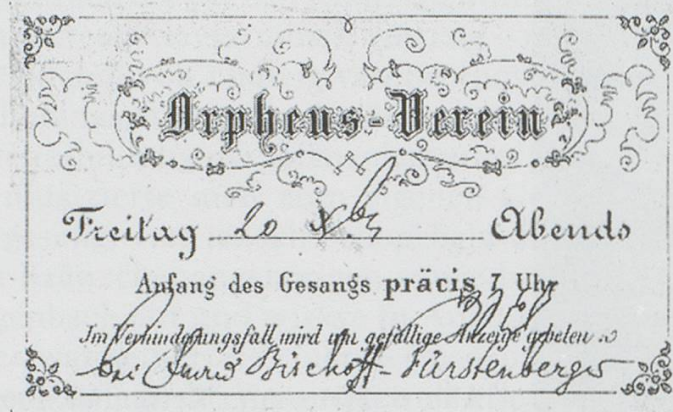 Orpheus-Verein
Freitag 20 Xbr Abends
Anfang des Gesangs präcis 7 Uhr
Im Verhinderungsfall wird um gefällige Anzeige gebeten
bei Bischoff-Fürstenberger